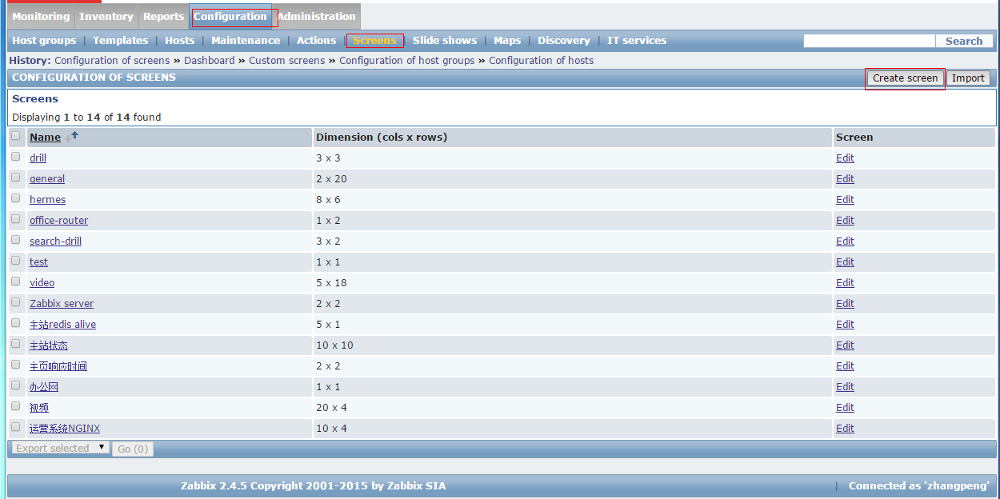 Monitoring Inventory Reports Configuration Administration
Host groups | Templates | Hosts | Maintenance | Actions | Screens | Slide shows | Maps | Discovery | IT services Search
History: Configuration of screens » Dashboard » Custom screens » Configuration of host groups » Configuration of hosts
CONFIGURATION OF SCREENS Create screen Import
Screens
Displaying 1 to 14 of 14 found
Name Dimension (cols x rows) Screen
drill 3 x 3 Edit
general 2 x 20 Edit
hermes 8 x 6 Edit
office-router 1 x 2 Edit
search-drill 3 x 2 Edit
test 1 x 1 Edit
video 5 x 18 Edit
Zabbix server 2 x 2 Edit
主站redis alive 5 x 1 Edit
主站状态 10 x 10 Edit
主页响应时间 2 x 2 Edit
办公网 1 x 1 Edit
视频 20 x 4 Edit
运营系统NGINX 10 x 4 Edit
Export selected Go (0)
Zabbix 2.4.5 Copyright 2001-2015 by Zabbix SIA | Connected as 'zhangpeng'